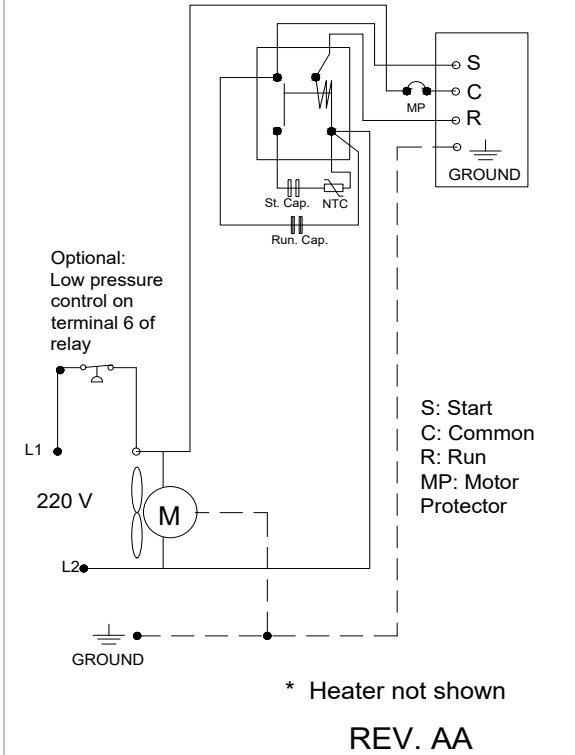 S
C
MP
R
GROUND
St. Cap.
NTC
Run. Cap.
Optional:
Low pressure
control on
terminal 6 of
relay
L1
220 V
M
L2
S: Start
C: Common
R: Run
MP: Motor
Protector
GROUND
* Heater not shown
REV. AA